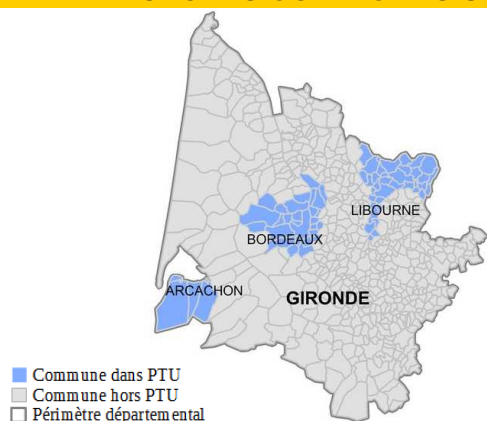 LIBOURNE
BORDEAUX
ARCACHON
GIRONDE
Commune dans PTU
Commune hors PTU
Périmètre départemental